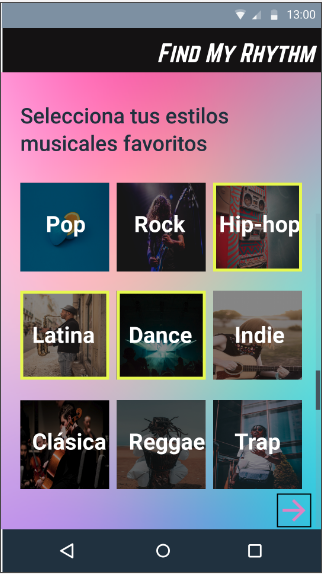 13:00
Find My Rhythm
Selecciona tus estilos
musicales favoritos
Pop Rock Hip-hop
Latina Dance Indie
Clásica Reggae Trap